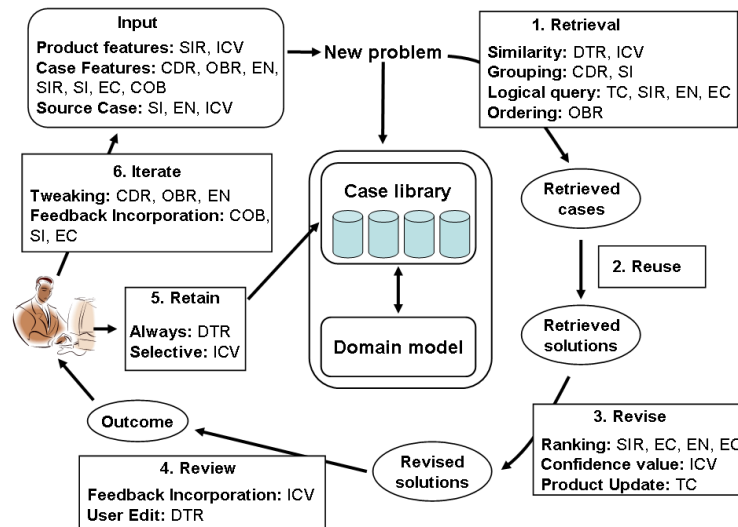 Input
Product features: SIR, ICV
Case Features: CDR, OBR, EN,
SIR, SI, EC, COB
Source Case: SI, EN, ICV
New problem
1. Retrieval
Similarity: DTR, ICV
Grouping: CDR, SI
Logical query: TC, SIR, EN, EC
Ordering: OBR
6. Iterate
Tweaking: CDR, OBR, EN
Feedback Incorporation: COB,
SI, EC
Case library
Retrieved
cases
2. Reuse
5. Retain
Always: DTR
Selective: ICV
Domain model
Retrieved
solutions
Outcome
3. Revise
Ranking: SIR, EC, EN, EC
Confidence value: ICV
Product Update: TC
4. Review
Feedback Incorporation: ICV
User Edit: DTR
Revised
solutions